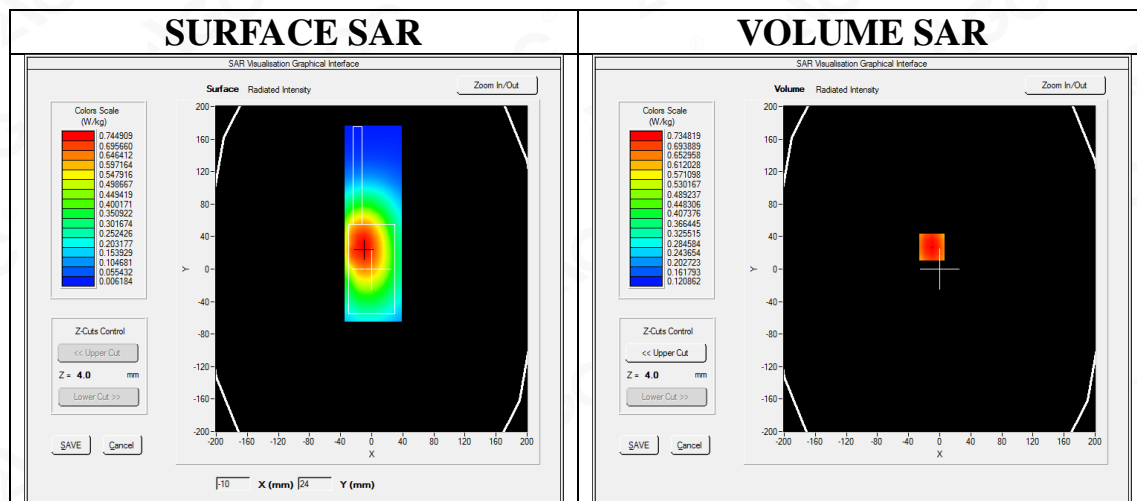 SURFACE SAR
VOLUME SAR
SAR Visualisation Graphical Interface
Surface Radiated Intensity
Zoom In/Out
Colors Scale
(W/kg)
0.744909
0.695660
0.646412
0.597164
0.547916
0.498667
0.449419
0.400171
0.350922
0.301674
0.252426
0.203177
0.153929
0.104681
0.055432
0.006184
Z-Cuts Control
<< Upper Cut
Z = 4.0 mm
Lower Cut >>
SAVE Cancel
200
160
120
80
40
0
-40
-80
-120
-160
-200
Y
-200 -160 -120 -80 -40 0 40 80 120 160 200
X
-10 X (mm) 24 Y (mm)
SAR Visualisation Graphical Interface
Volume Radiated Intensity
Zoom In/Out
Colors Scale
(W/kg)
0.734819
0.693889
0.652958
0.612028
0.571098
0.530167
0.489237
0.448306
0.407376
0.366445
0.325515
0.284584
0.243654
0.202723
0.161793
0.120862
Z-Cuts Control
<< Upper Cut
Z = 4.0 mm
Lower Cut >>
SAVE Cancel
200
160
120
80
40
0
-40
-80
-120
-160
-200
Y
-200 -160 -120 -80 -40 0 40 80 120 160 200
X